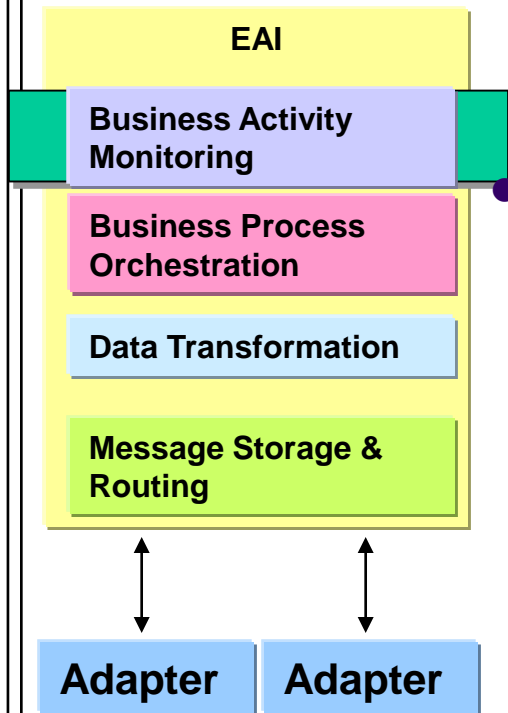 EAI
Business Activity
Monitoring
Business Process
Orchestration
Data Transformation
Message Storage &
Routing
Adapter
Adapter